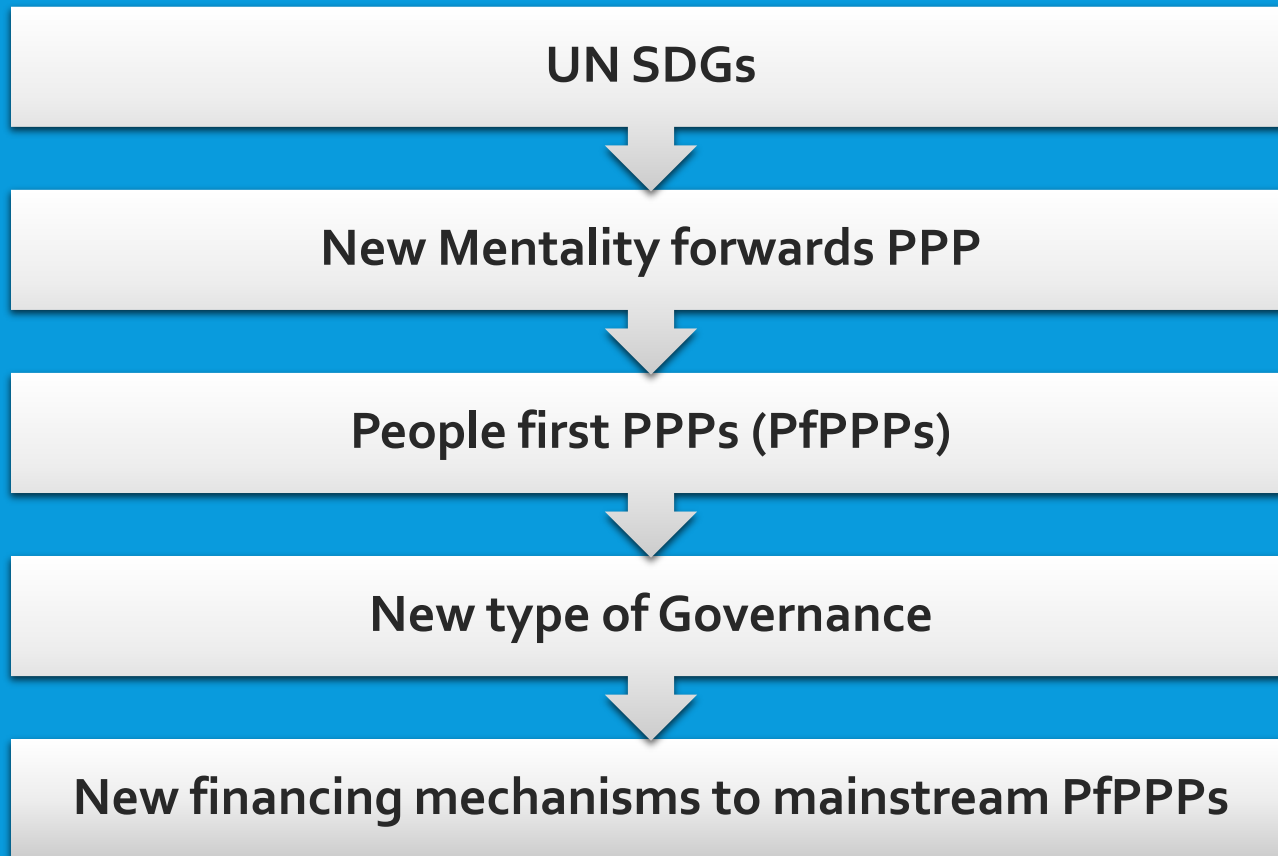 UN SDGs
New Mentality forwards PPP
People first PPPs (PfPPPs)
New type of Governance
New financing mechanisms to mainstream PfPPPs